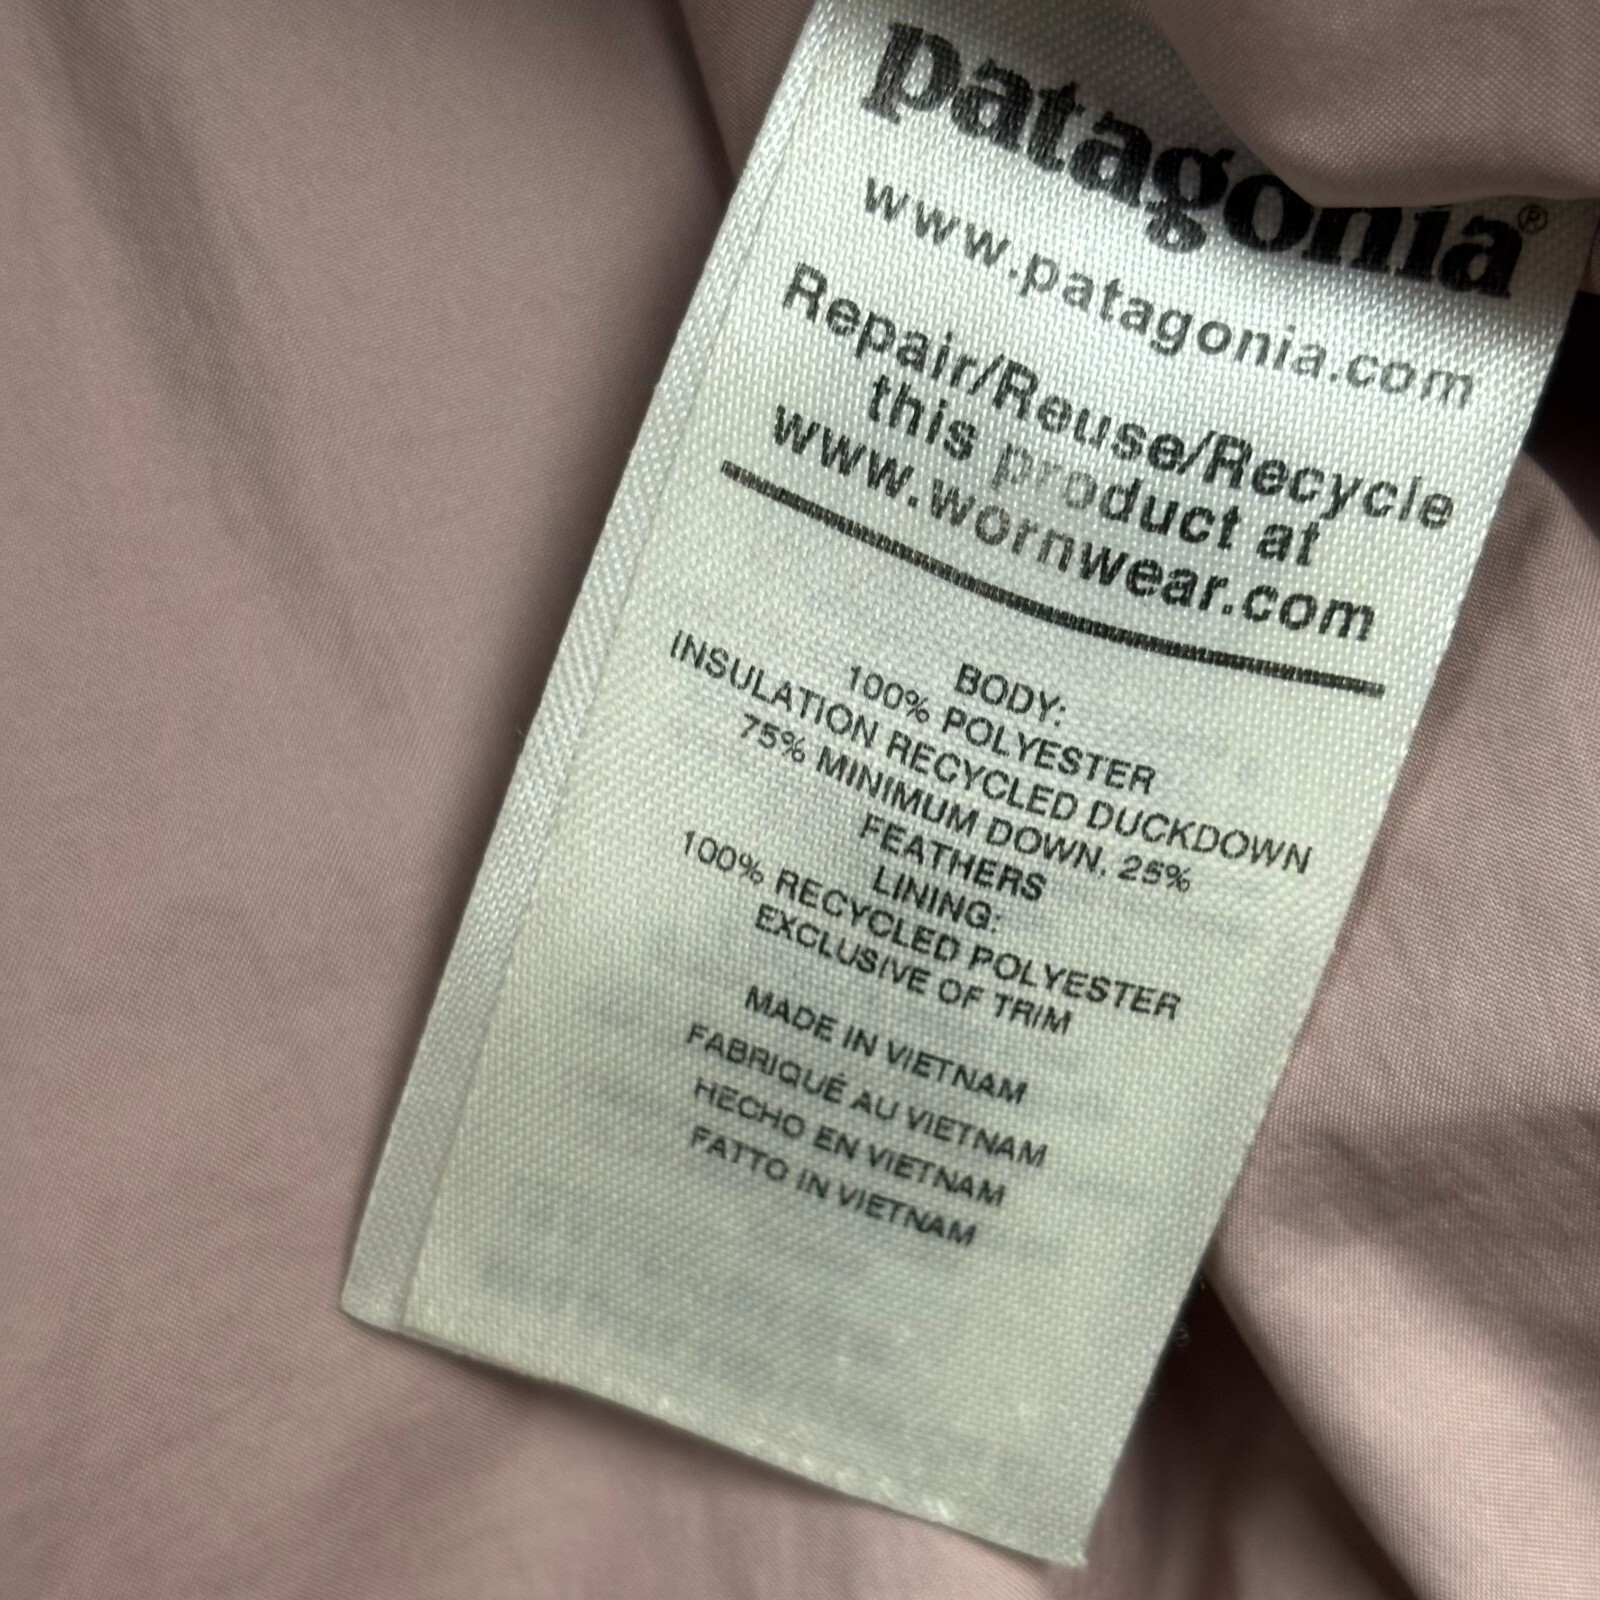 patagonia®
www.patagonia.com
Repair/Reuse/Recycle
this product at
www.wornwear.com
BODY:
100% POLYESTER
INSULATION RECYCLED DUCKDOWN
75% MINIMUM DOWN, 25%
FEATHERS
LINING:
100% RECYCLED POLYESTER
EXCLUSIVE OF TRIM
MADE IN VIETNAM
FABRIQUÉ AU VIETNAM
HECHO EN VIETNAM
FATTO IN VIETNAM